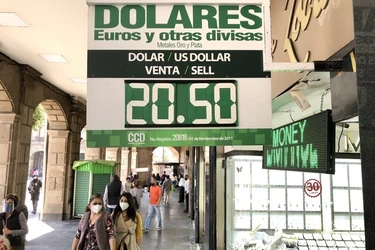 DOLARES
Euros y otras divisas
Metales Oro y Plata
DOLAR / US DOLLAR
VENTA / SELL
20.50
CCD
MONEY
30